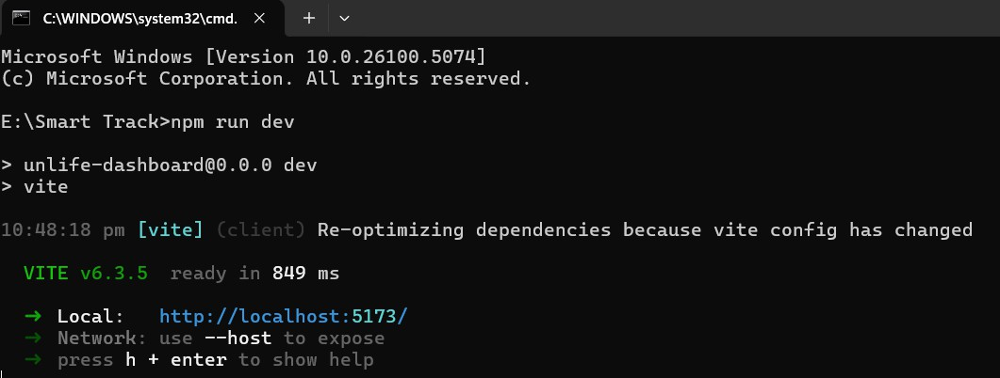 C:\WINDOWS\system32\cmd.
Microsoft Windows [Version 10.0.26100.5074]
(c) Microsoft Corporation. All rights reserved.
E:\Smart Track>npm run dev
> unlife-dashboard@0.0.0 dev
> vite
10:48:18 pm [vite] (client) Re-optimizing dependencies because vite config has changed
VITE v6.3.5  ready in 849 ms
➜ Local:   http://localhost:5173/
➜ Network: use --host to expose
➜ press h + enter to show help